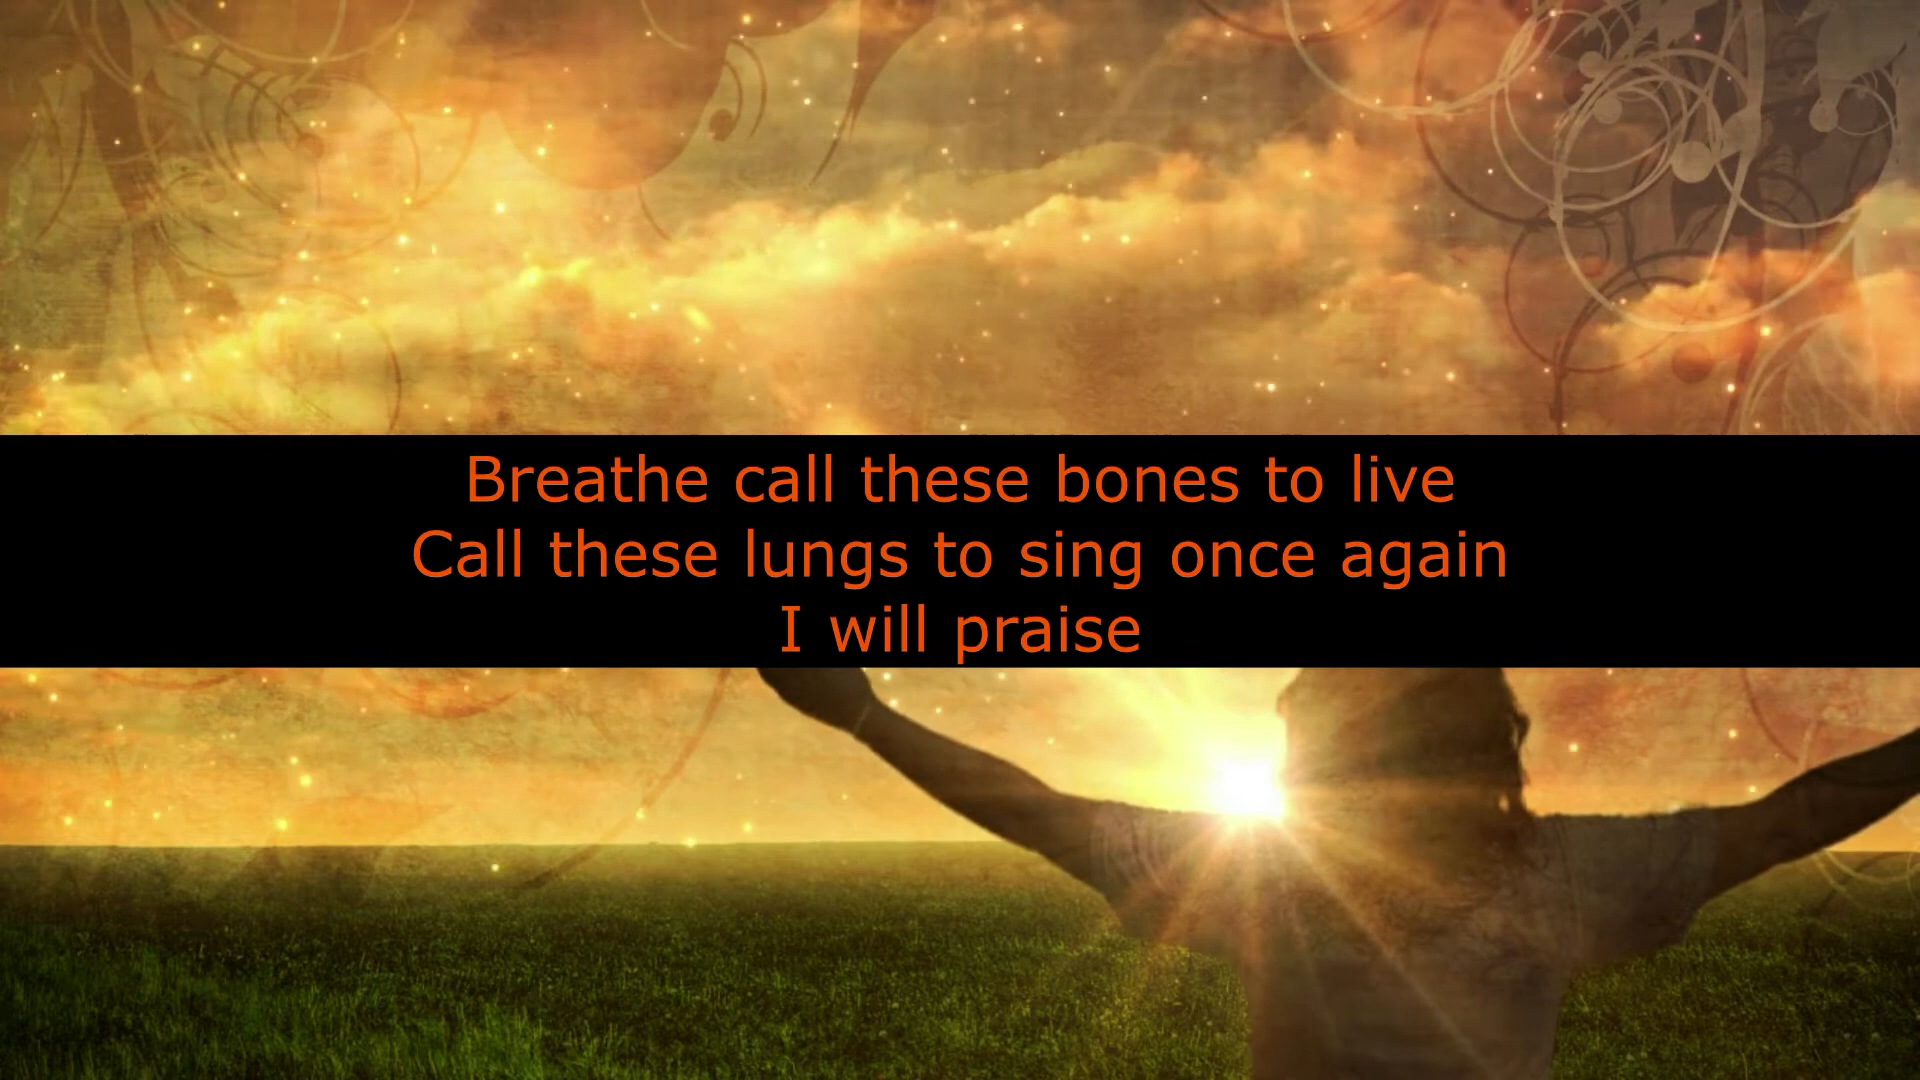 Breathe call these bones to live
Call these lungs to sing once again
I will praise